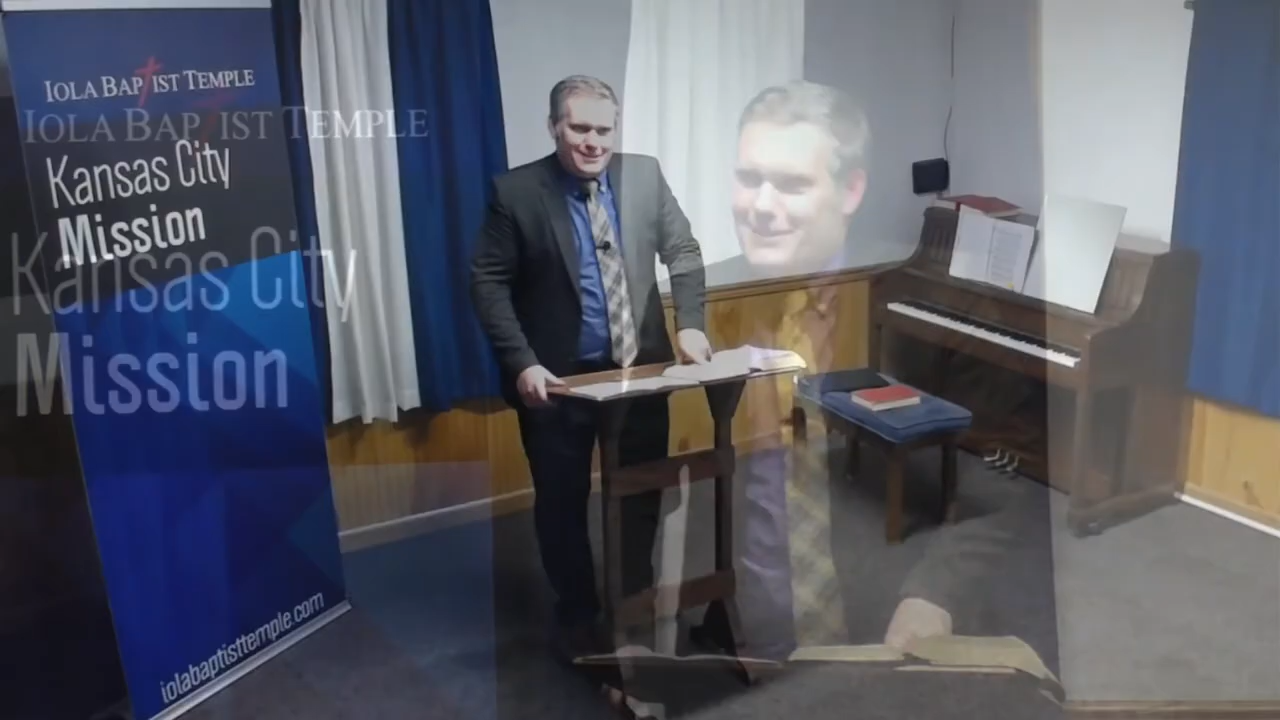 IOLA BAPTIST TEMPLE
IOLA BAPTIST TEMPLE
Kansas City
Mission
Kansas City
Mission
iolabaptisttemple.com